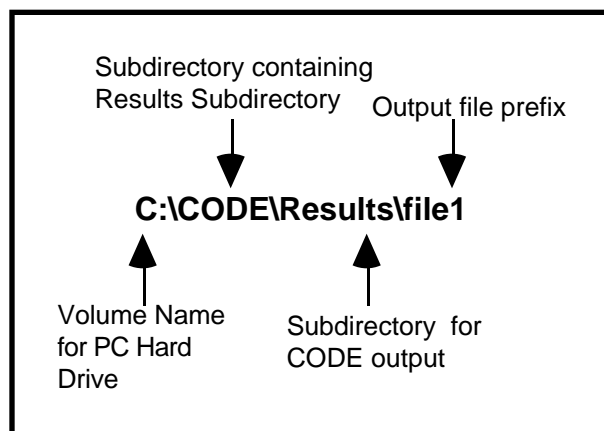 Subdirectory containing
Results Subdirectory
Output file prefix
C:\CODE\Results\file1
Volume Name
for PC Hard
Drive
Subdirectory for
CODE output